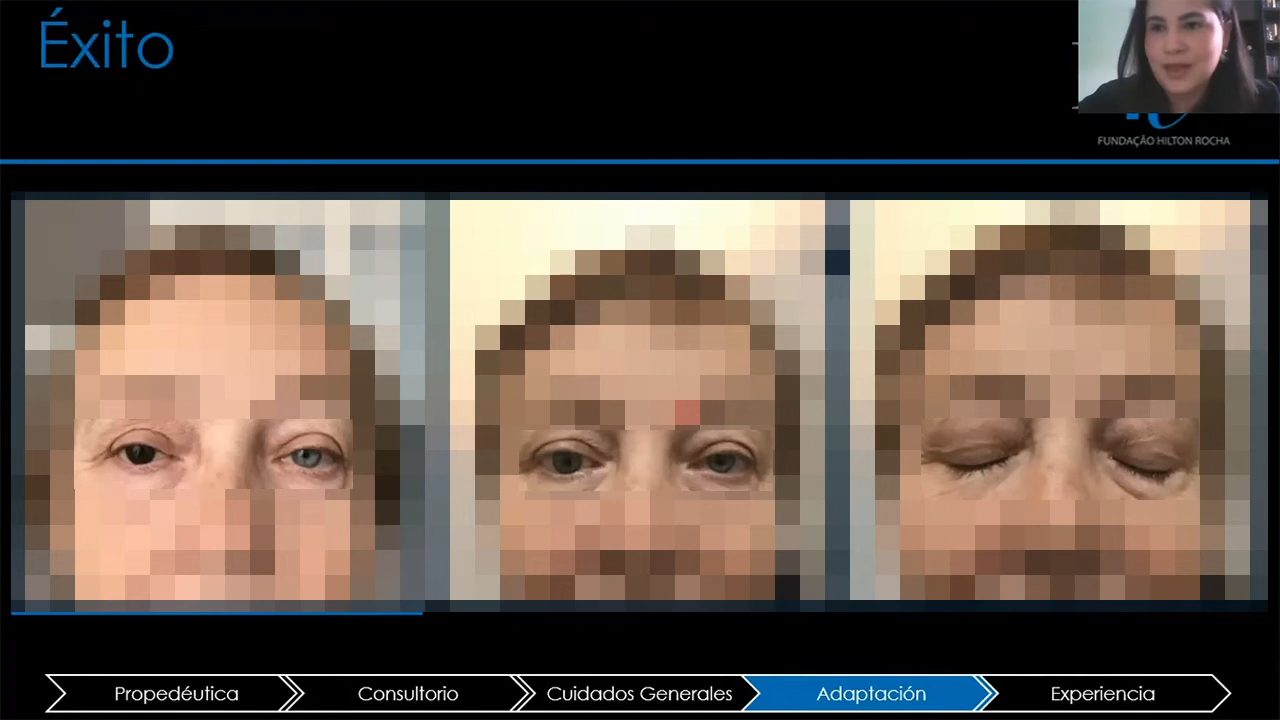 Éxito
FUNDAÇÃO HILTON ROCHA
Propedéutica
Consultorio
Cuidados Generales
Adaptación
Experiencia